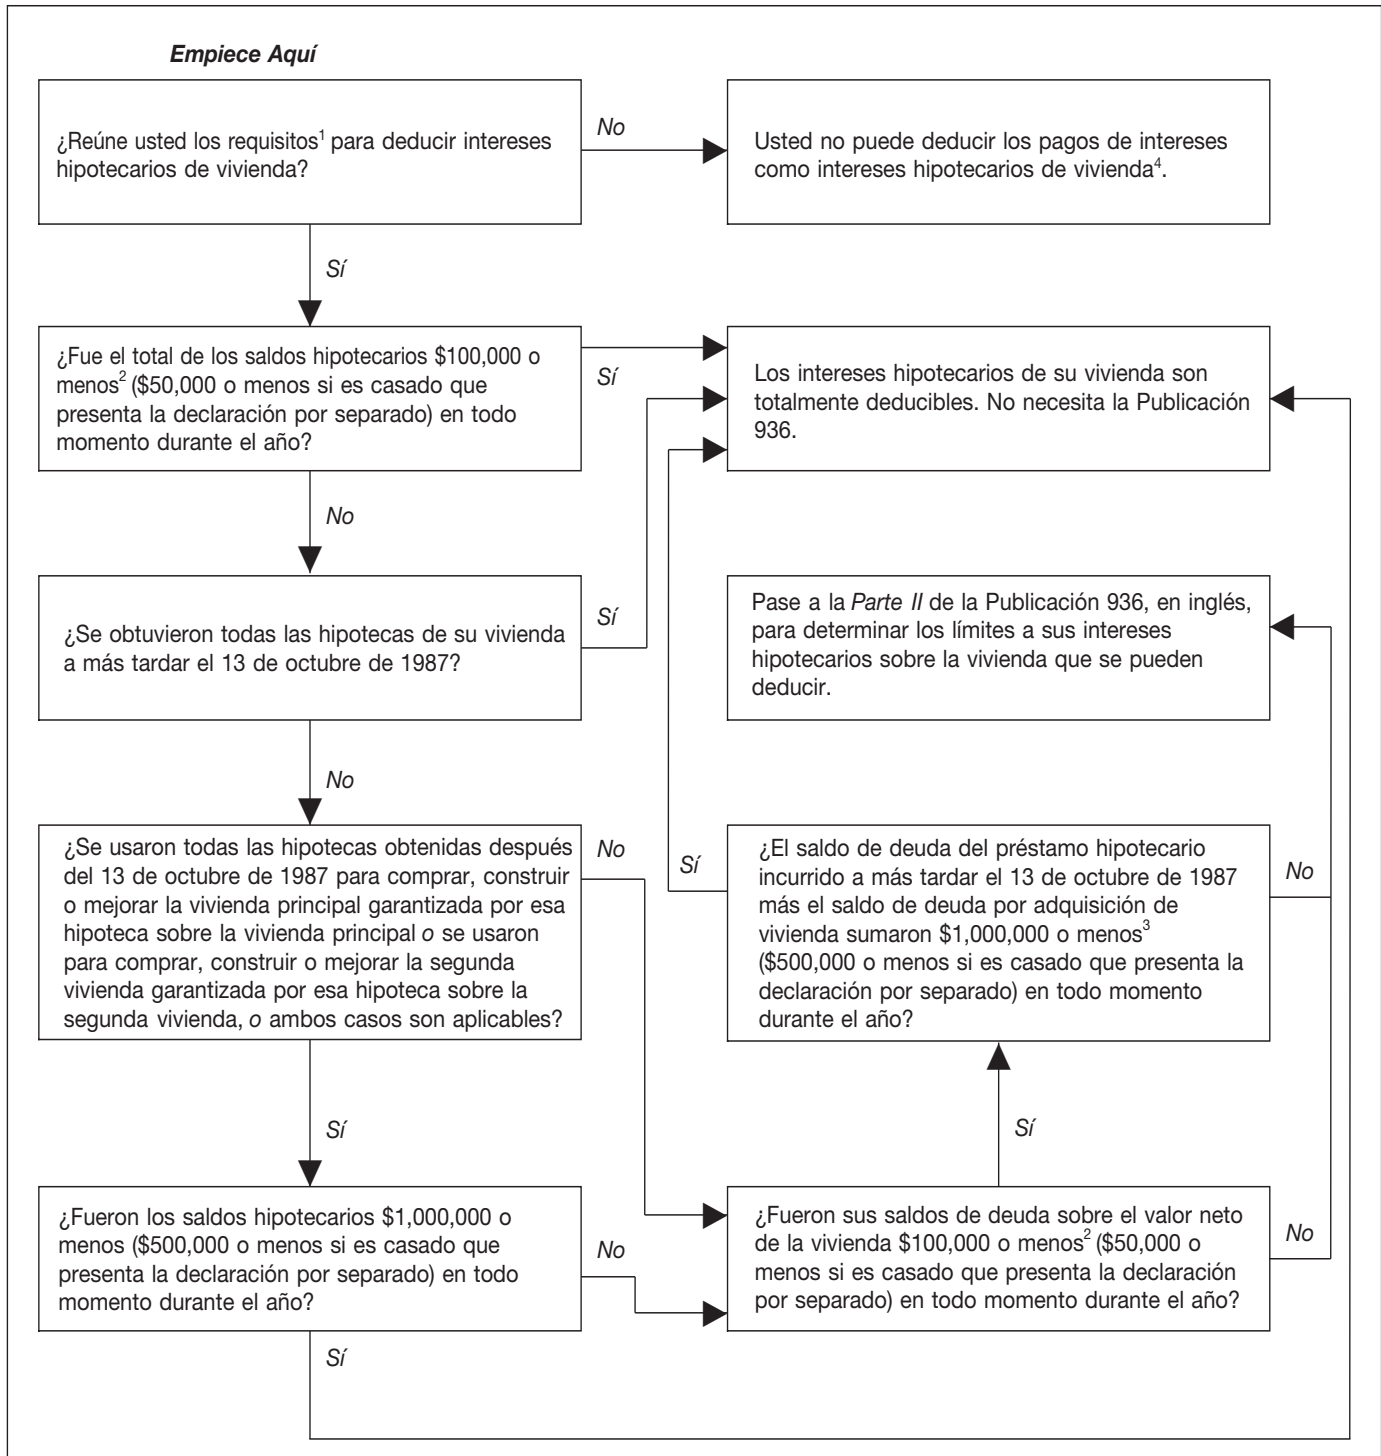 Empiece Aquí
¿Reúne usted los requisitos¹ para deducir intereses
hipotecarios de vivienda?
No
Usted no puede deducir los pagos de intereses
como intereses hipotecarios de vivienda⁴.
Sí
¿Fue el total de los saldos hipotecarios $100,000 o
menos² ($50,000 o menos si es casado que
presenta la declaración por separado) en todo
momento durante el año?
Sí
Los intereses hipotecarios de su vivienda son
totalmente deducibles. No necesita la Publicación
936.
No
¿Se obtuvieron todas las hipotecas de su vivienda
a más tardar el 13 de octubre de 1987?
Sí
Pase a la Parte II de la Publicación 936, en inglés,
para determinar los límites a sus intereses
hipotecarios sobre la vivienda que se pueden
deducir.
No
¿Se usaron todas las hipotecas obtenidas después
del 13 de octubre de 1987 para comprar, construir
o mejorar la vivienda principal garantizada por esa
hipoteca sobre la vivienda principal o se usaron
para comprar, construir o mejorar la segunda
vivienda garantizada por esa hipoteca sobre la
segunda vivienda, o ambos casos son aplicables?
No
Sí
¿El saldo de deuda del préstamo hipotecario
incurrido a más tardar el 13 de octubre de 1987
más el saldo de deuda por adquisición de
vivienda sumaron $1,000,000 o menos³
($500,000 o menos si es casado que presenta la
declaración por separado) en todo momento
durante el año?
No
Sí
Sí
¿Fueron los saldos hipotecarios $1,000,000 o
menos ($500,000 o menos si es casado que
presenta la declaración por separado) en todo
momento durante el año?
No
¿Fueron sus saldos de deuda sobre el valor neto
de la vivienda $100,000 o menos² ($50,000 o
menos si es casado que presenta la declaración
por separado) en todo momento durante el año?
No
Sí